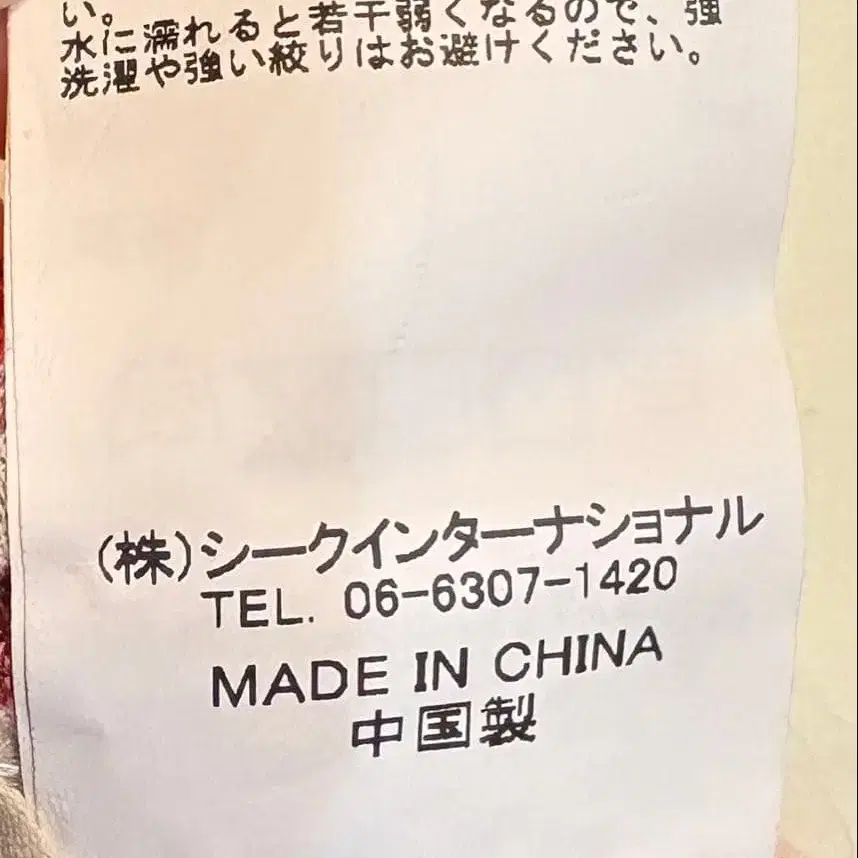 い。
水に濡れると若干弱くなるので、強
洗濯や強い絞りはお避けください。
(株)シークインターナショナル
TEL. 06-6307-1420
MADE IN CHINA
中国製